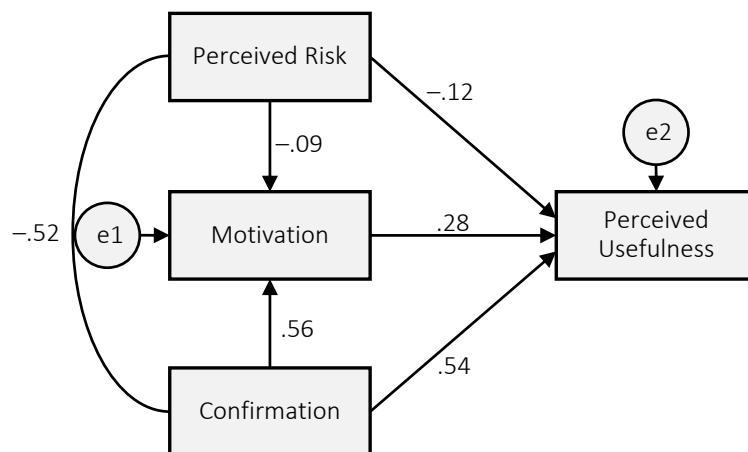 Perceived Risk
–.12
e2
–.09
–.52
e1
Motivation
.28
Perceived
Usefulness
.56
.54
Confirmation